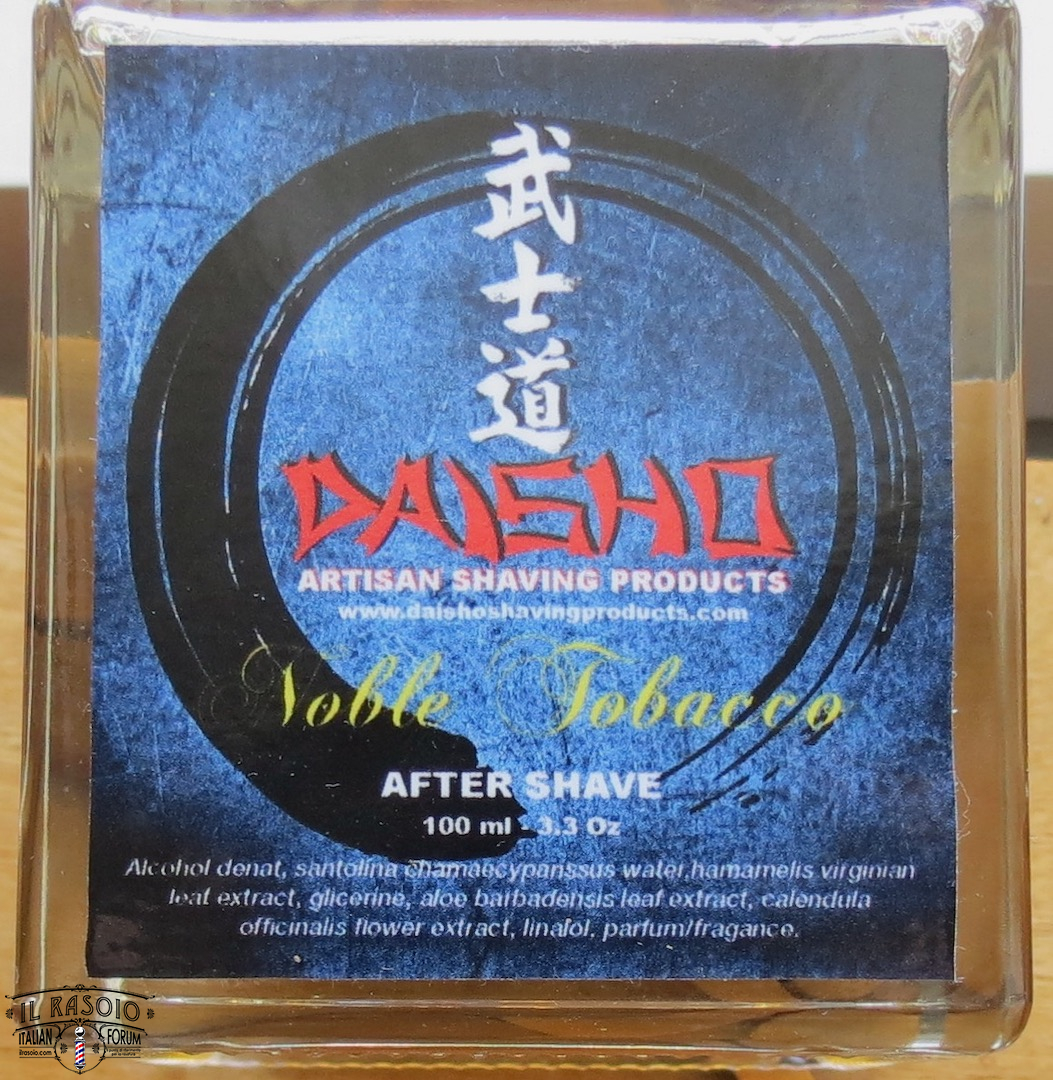 武士道
DAISHO
ARTISAN SHAVING PRODUCTS
www.daishoshavingproducts.com
Noble Tobacco
AFTER SHAVE
100 ml - 3.3 Oz
Alcohol denat, santolina chamaecyparissus water,hamamelis virginian
leaf extract, glicerine, aloe barbadensis leaf extract, calendula
officinalis flower extract, linalol, parfum/fragance.
IL RASOIO
ITALIAN FORUM
ilrasoio.com